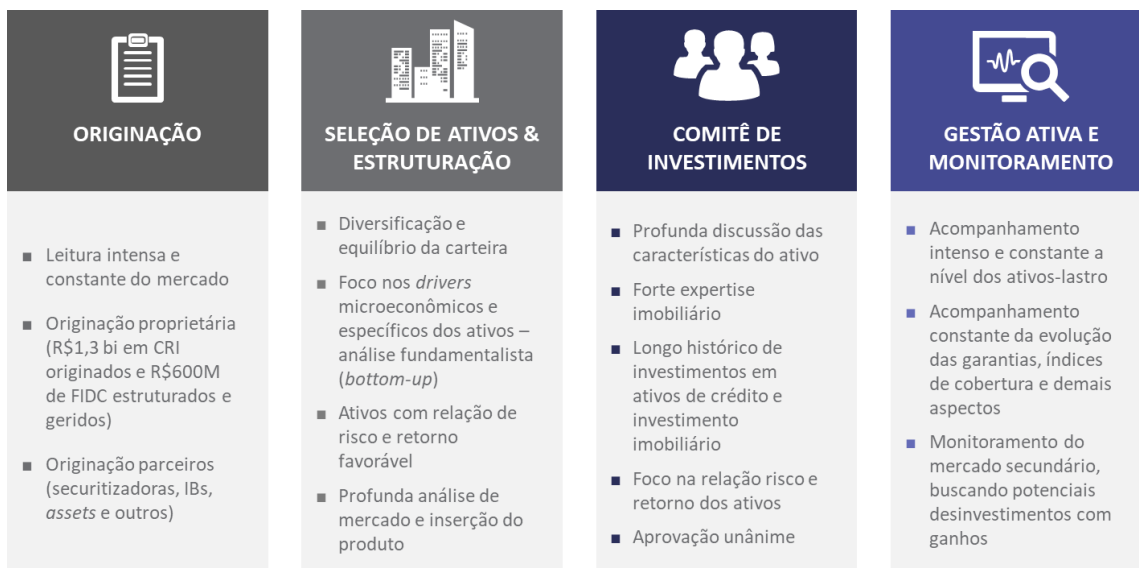 ORIGINAÇÃO
■ Leitura intensa e
constante do mercado
■ Originação proprietária
(R$1,3 bi em CRI
originados e R$600M
de FIDC estruturados e
geridos)
■ Originação parceiros
(securitizadoras, IBs,
assets e outros)
SELEÇÃO DE ATIVOS &
ESTRUTURAÇÃO
■ Diversificação e
equilíbrio da carteira
■ Foco nos drivers
microeconômicos e
específicos dos ativos –
análise fundamentalista
(bottom-up)
■ Ativos com relação de
risco e retorno
favorável
■ Profunda análise de
mercado e inserção do
produto
COMITÊ DE
INVESTIMENTOS
■ Profunda discussão das
características do ativo
■ Forte expertise
imobiliário
■ Longo histórico de
investimentos em
ativos de crédito e
investimento
imobiliário
■ Foco na relação risco e
retorno dos ativos
■ Aprovação unânime
GESTÃO ATIVA E
MONITORAMENTO
■ Acompanhamento
intenso e constante a
nível dos ativos-lastro
■ Acompanhamento
constante da evolução
das garantias, índices
de cobertura e demais
aspectos
■ Monitoramento do
mercado secundário,
buscando potenciais
desinvestimentos com
ganhos